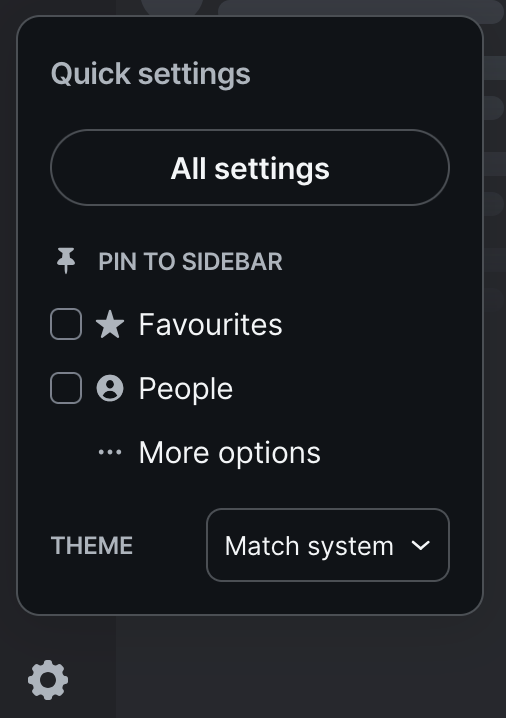 Quick settings
All settings
PIN TO SIDEBAR
Favourites
People
More options
THEME
Match system